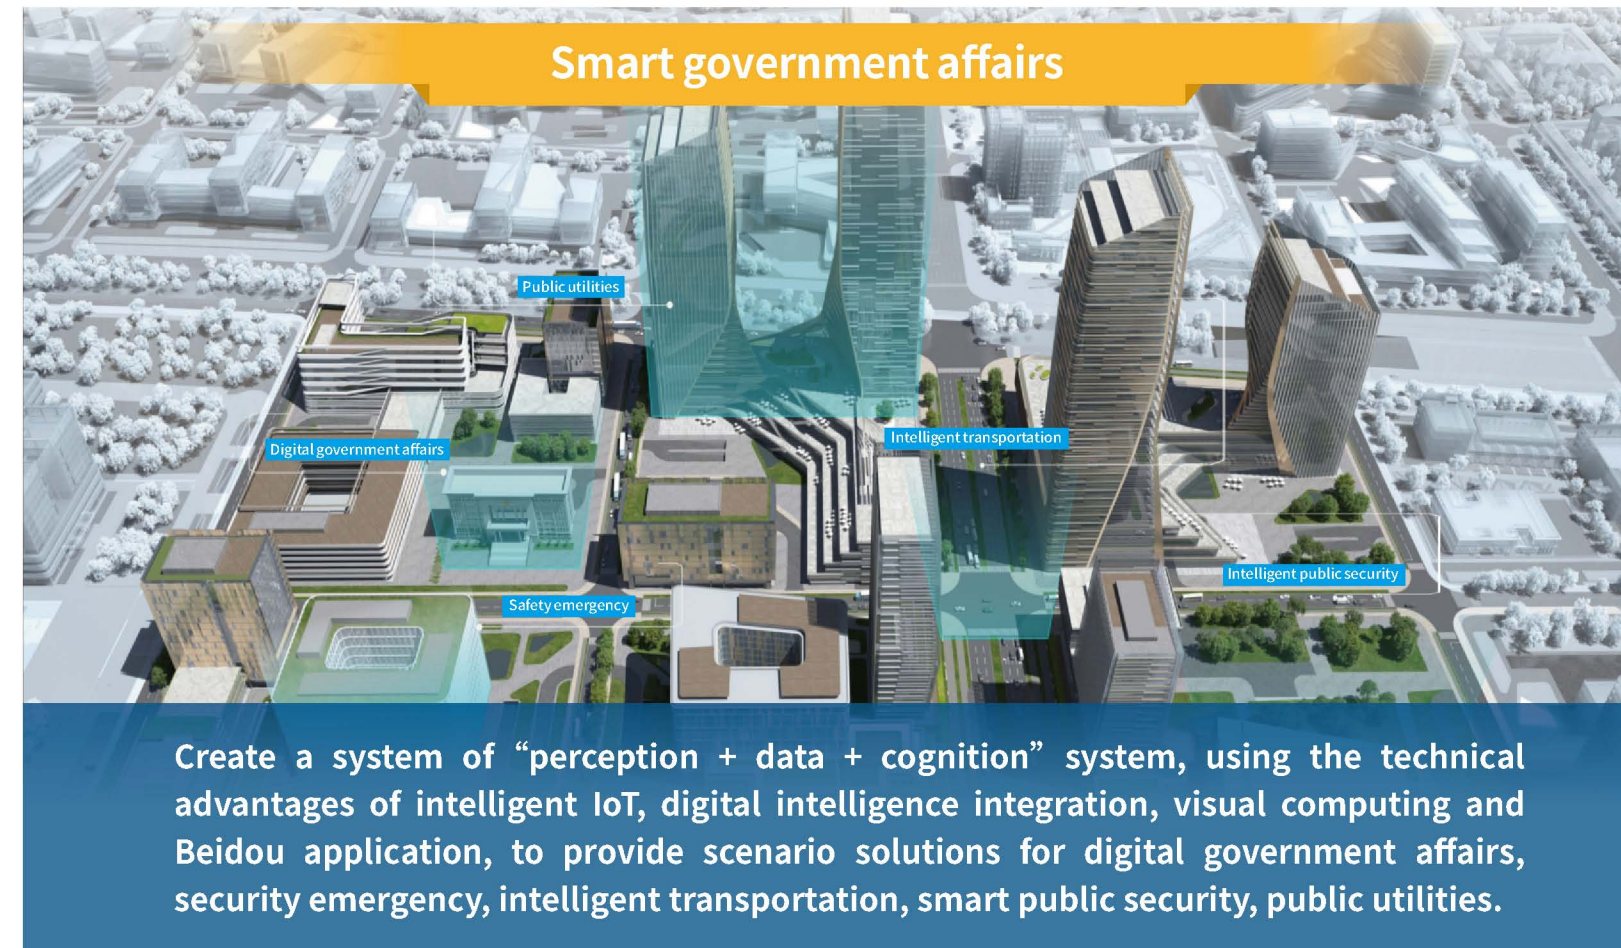 Smart government affairs
Public utilities
Digital government affairs
Intelligent transportation
Intelligent public security
Safety emergency
Create a system of “perception + data + cognition” system, using the technical
advantages of intelligent IoT, digital intelligence integration, visual computing and
Beidou application, to provide scenario solutions for digital government affairs,
security emergency, intelligent transportation, smart public security, public utilities.